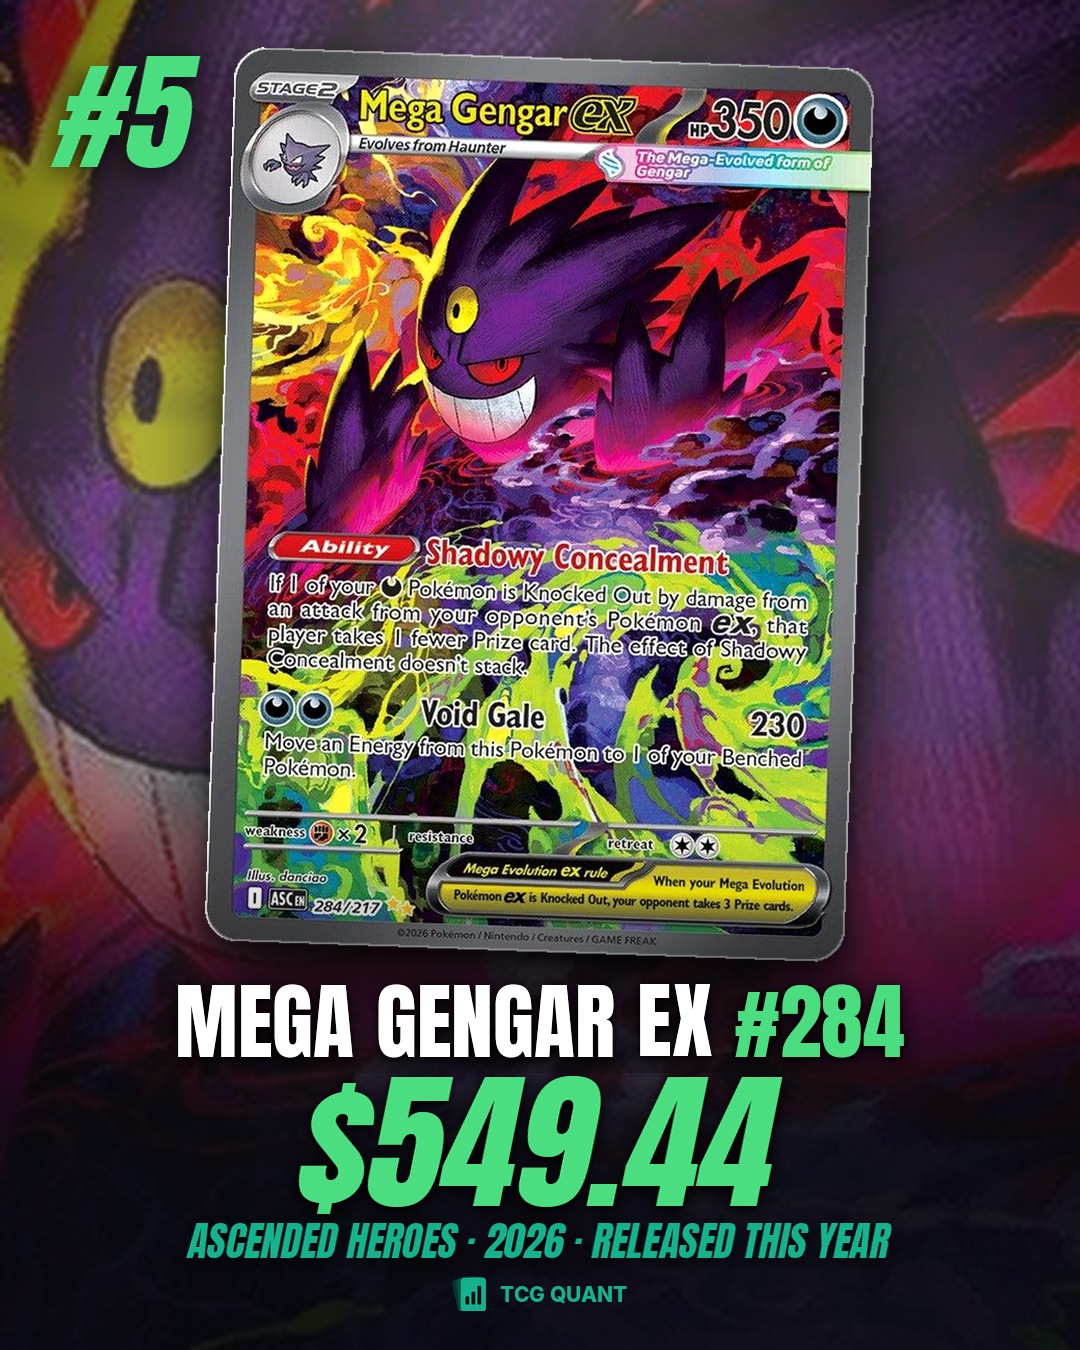 #5
STAGE2
Mega Gengar ex
HP 350
Evolves from Haunter
The Mega-Evolved form of
Gengar
Ability Shadowy Concealment
If 1 of your Pokémon is Knocked Out by damage from
an attack from your opponent's Pokémon ex, that
player takes 1 fewer Prize card. The effect of Shadowy
Concealment doesn't stack.
Void Gale 230
Move an Energy from this Pokémon to 1 of your Benched
Pokémon.
weakness ×2 resistance retreat
Mega Evolution ex rule When your Mega Evolution
Pokémon ex is Knocked Out, your opponent takes 3 Prize cards.
Illus. danciao
I ASC EN 284/217
©2026 Pokémon / Nintendo / Creatures / GAME FREAK
MEGA GENGAR EX #284
$549.44
ASCENDED HEROES · 2026 · RELEASED THIS YEAR
TCG QUANT